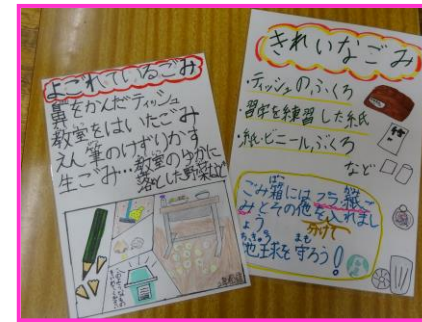 よごれているごみ
鼻をかんだティッシュ
教室をはいたごみ
えん筆のけずりかす
生ごみ…教室のゆかに
落とした野菜など
きれいなごみ
・ティッシュのふくろ
・習字を練習した紙
・紙・ビニールぶくろ
など
ごみ箱にはプラ、紙ご
みとその他を分けて入れまし
ょう
地球を守ろう!